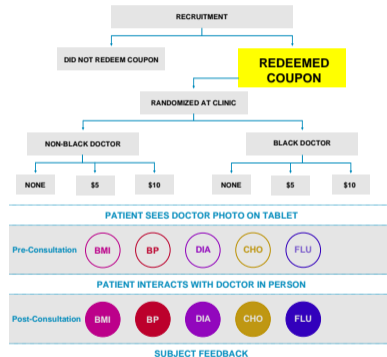 RECRUITMENT
DID NOT REDEEM COUPON
REDEEMED
COUPON
RANDOMIZED AT CLINIC
NON-BLACK DOCTOR
BLACK DOCTOR
NONE
$5
$10
NONE
$5
$10
PATIENT SEES DOCTOR PHOTO ON TABLET
Pre-Consultation
BMI
BP
DIA
CHO
FLU
PATIENT INTERACTS WITH DOCTOR IN PERSON
Post-Consultation
BMI
BP
DIA
CHO
FLU
SUBJECT FEEDBACK